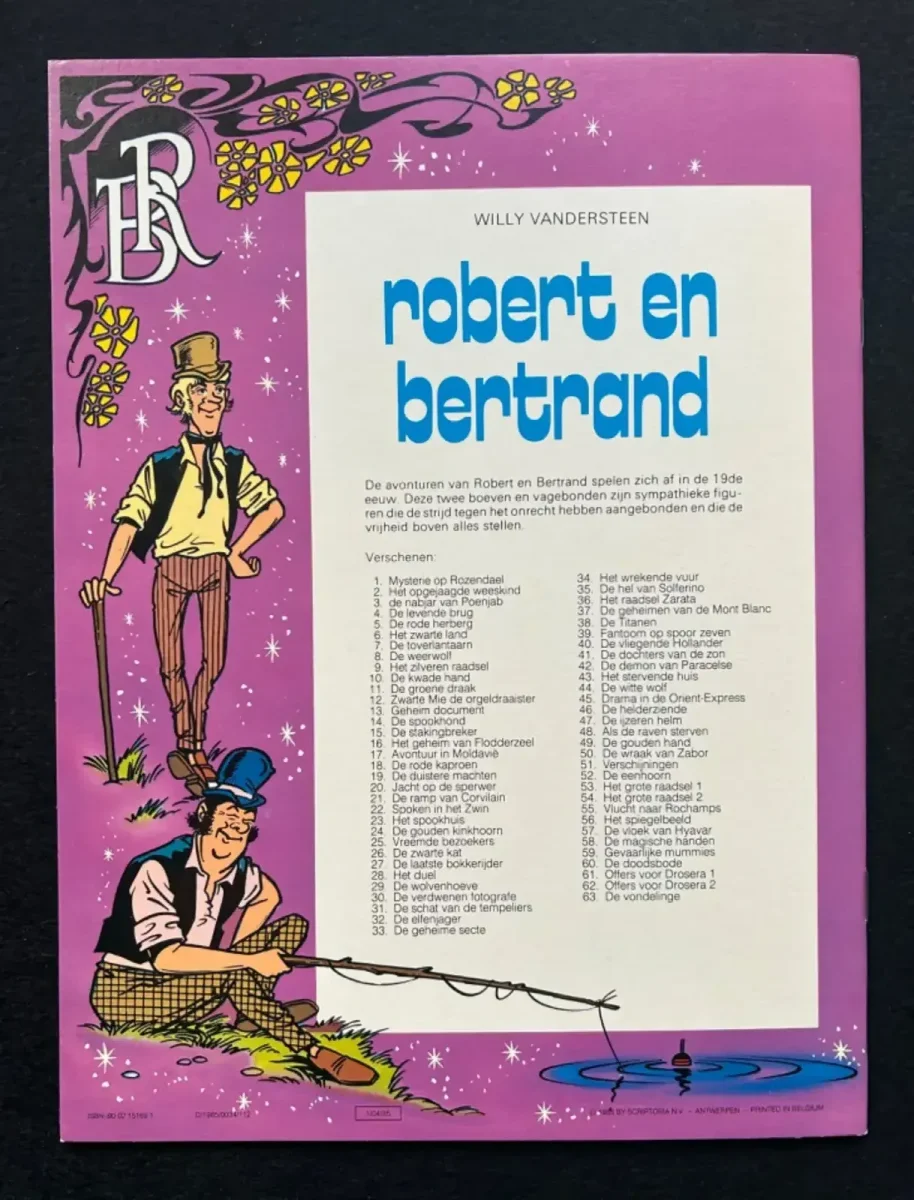 BR
WILLY VANDERSTEEN
robert en
bertrand
De avonturen van Robert en Bertrand spelen zich af in de 19de
eeuw. Deze twee boeven en vagebonden zijn sympathieke figu-
ren die de strijd tegen het onrecht hebben aangebonden en die de
vrijheid boven alles stellen.
Verschenen:
1. Mysterie op Rozendael
2. Het opgejaagde weeskind
3. de nabjar van Poenjab
4. De levende brug
5. De rode herberg
6. Het zwarte land
7. De toverlantaarn
8. De weerwolf
9. Het zilveren raadsel
10. De kwade hand
11. De groene draak
12. Zwarte Mie de orgeldraaister
13. Geheim document
14. De spookhond
15. De stakingbreker
16. Het geheim van Flodderzeel
17. Avontuur in Moldavië
18. De rode kaproen
19. De duistere machten
20. Jacht op de sperwer
21. De ramp van Corvilain
22. Spoken in het Zwin
23. Het spookhuis
24. De gouden kinkhoorn
25. Vreemde bezoekers
26. De zwarte kat
27. De laatste bokkerijder
28. Het duel
29. De wolvenhoeve
30. De verdwenen fotografe
31. De schat van de tempeliers
32. De elfenjager
33. De geheime secte
34. Het wrekende vuur
35. De hel van Solferino
36. Het raadsel Zarata
37. De geheimen van de Mont Blanc
38. De Titanen
39. Fantoom op spoor zeven
40. De vliegende Hollander
41. De dochters van de zon
42. De demon van Paracelse
43. Het stervende huis
44. De witte wolf
45. Drama in de Orient-Express
46. De helderziende
47. De ijzeren helm
48. Als de raven sterven
49. De gouden hand
50. De wraak van Zabor
51. Verschijningen
52. De eenhoorn
53. Het grote raadsel 1
54. Het grote raadsel 2
55. Vlucht naar Rochamps
56. Het spiegelbeeld
57. De vloek van Hyavar
58. De magische handen
59. Gevaarlijke mummies
60. De doodsbode
61. Offers voor Drosera 1
62. Offers voor Drosera 2
63. De vondelinge
D/1985/0034/112
BY SCRIPTORIA N.V. - ANTWERPEN - PRINTED IN BELGIUM